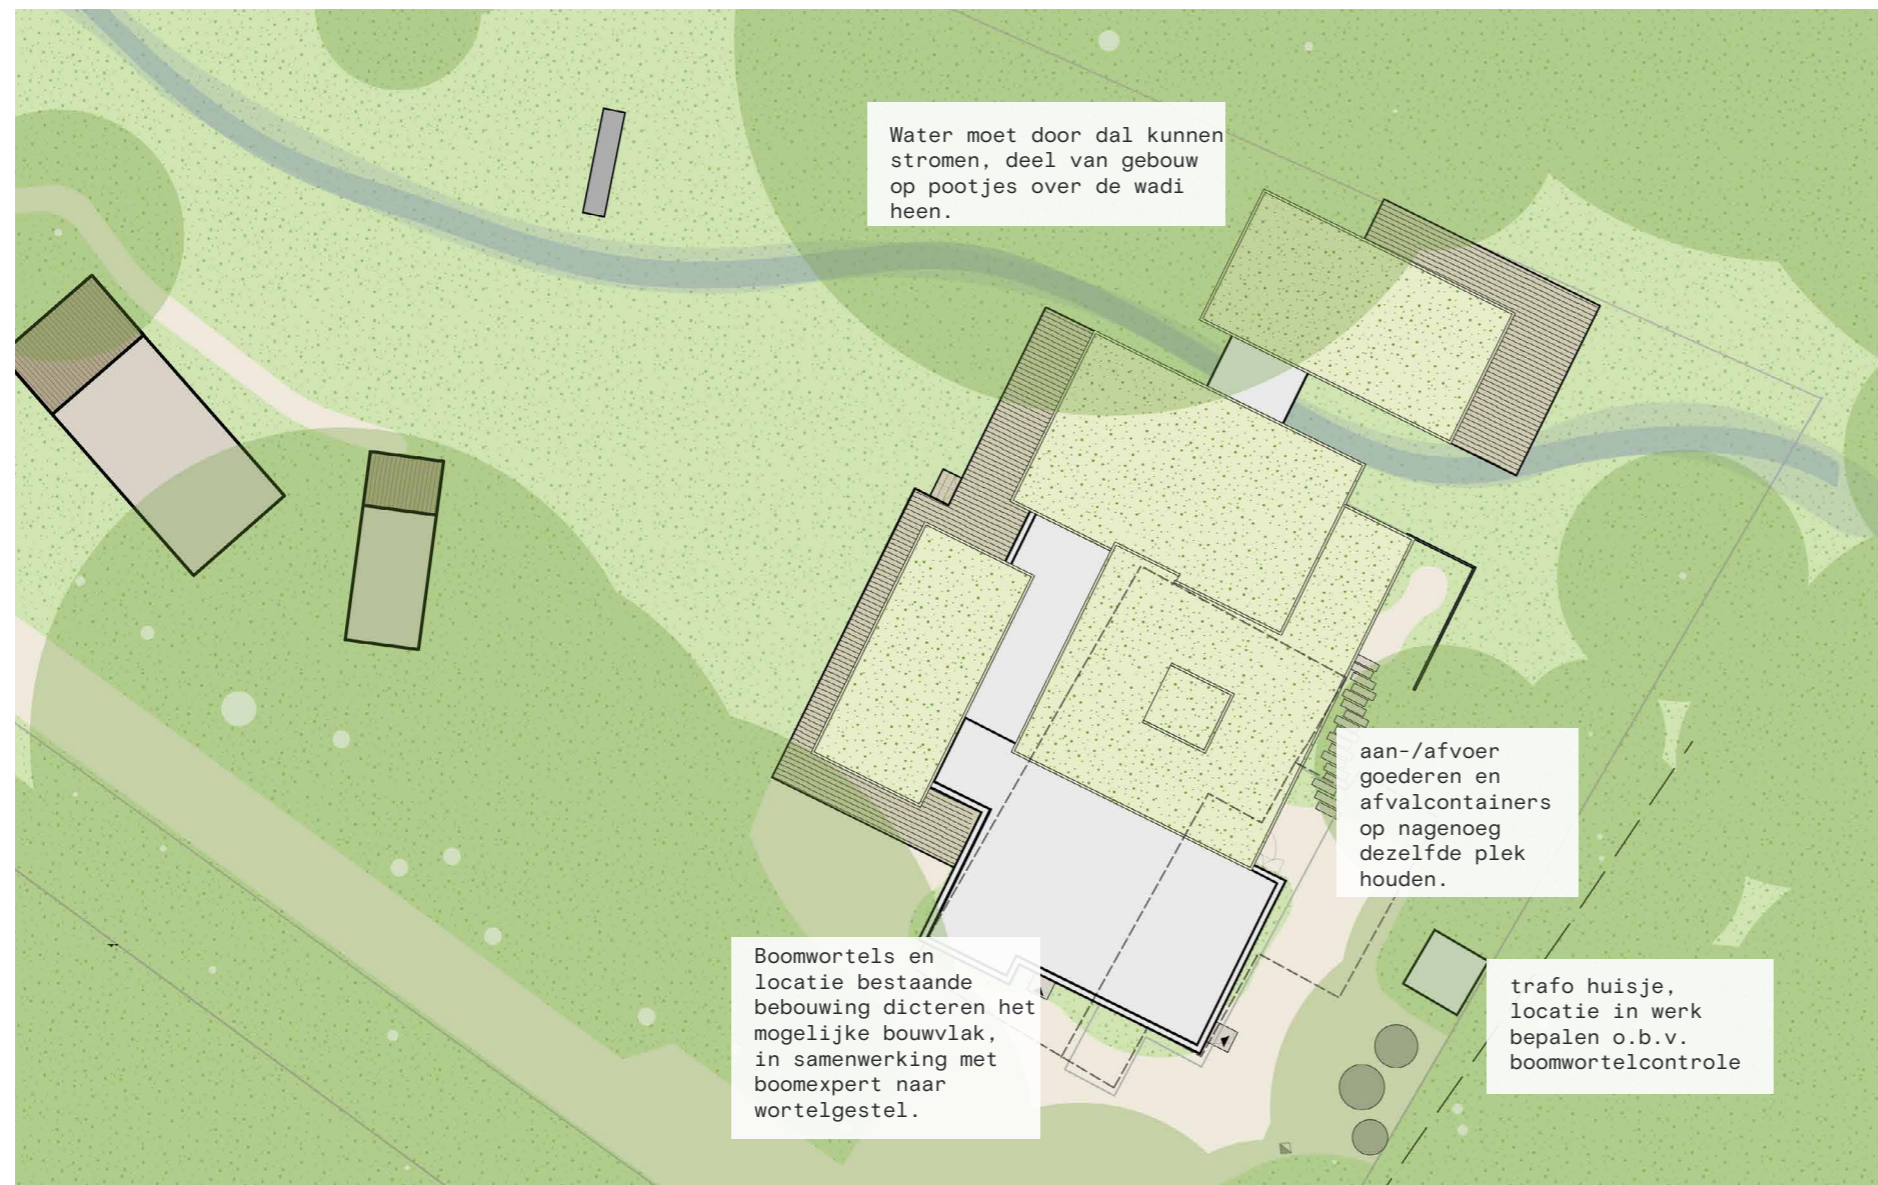 Water moet door dal kunnen
stromen, deel van gebouw
op pootjes over de wadi
heen.
aan-/afvoer
goederen en
afvalcontainers
op nagenoeg
dezelfde plek
houden.
Boomwortels en
locatie bestaande
bebouwing dicteren het
mogelijke bouwvlak,
in samenwerking met
boomexpert naar
wortelgestel.
trafo huisje,
locatie in werk
bepalen o.b.v.
boomwortelcontrole